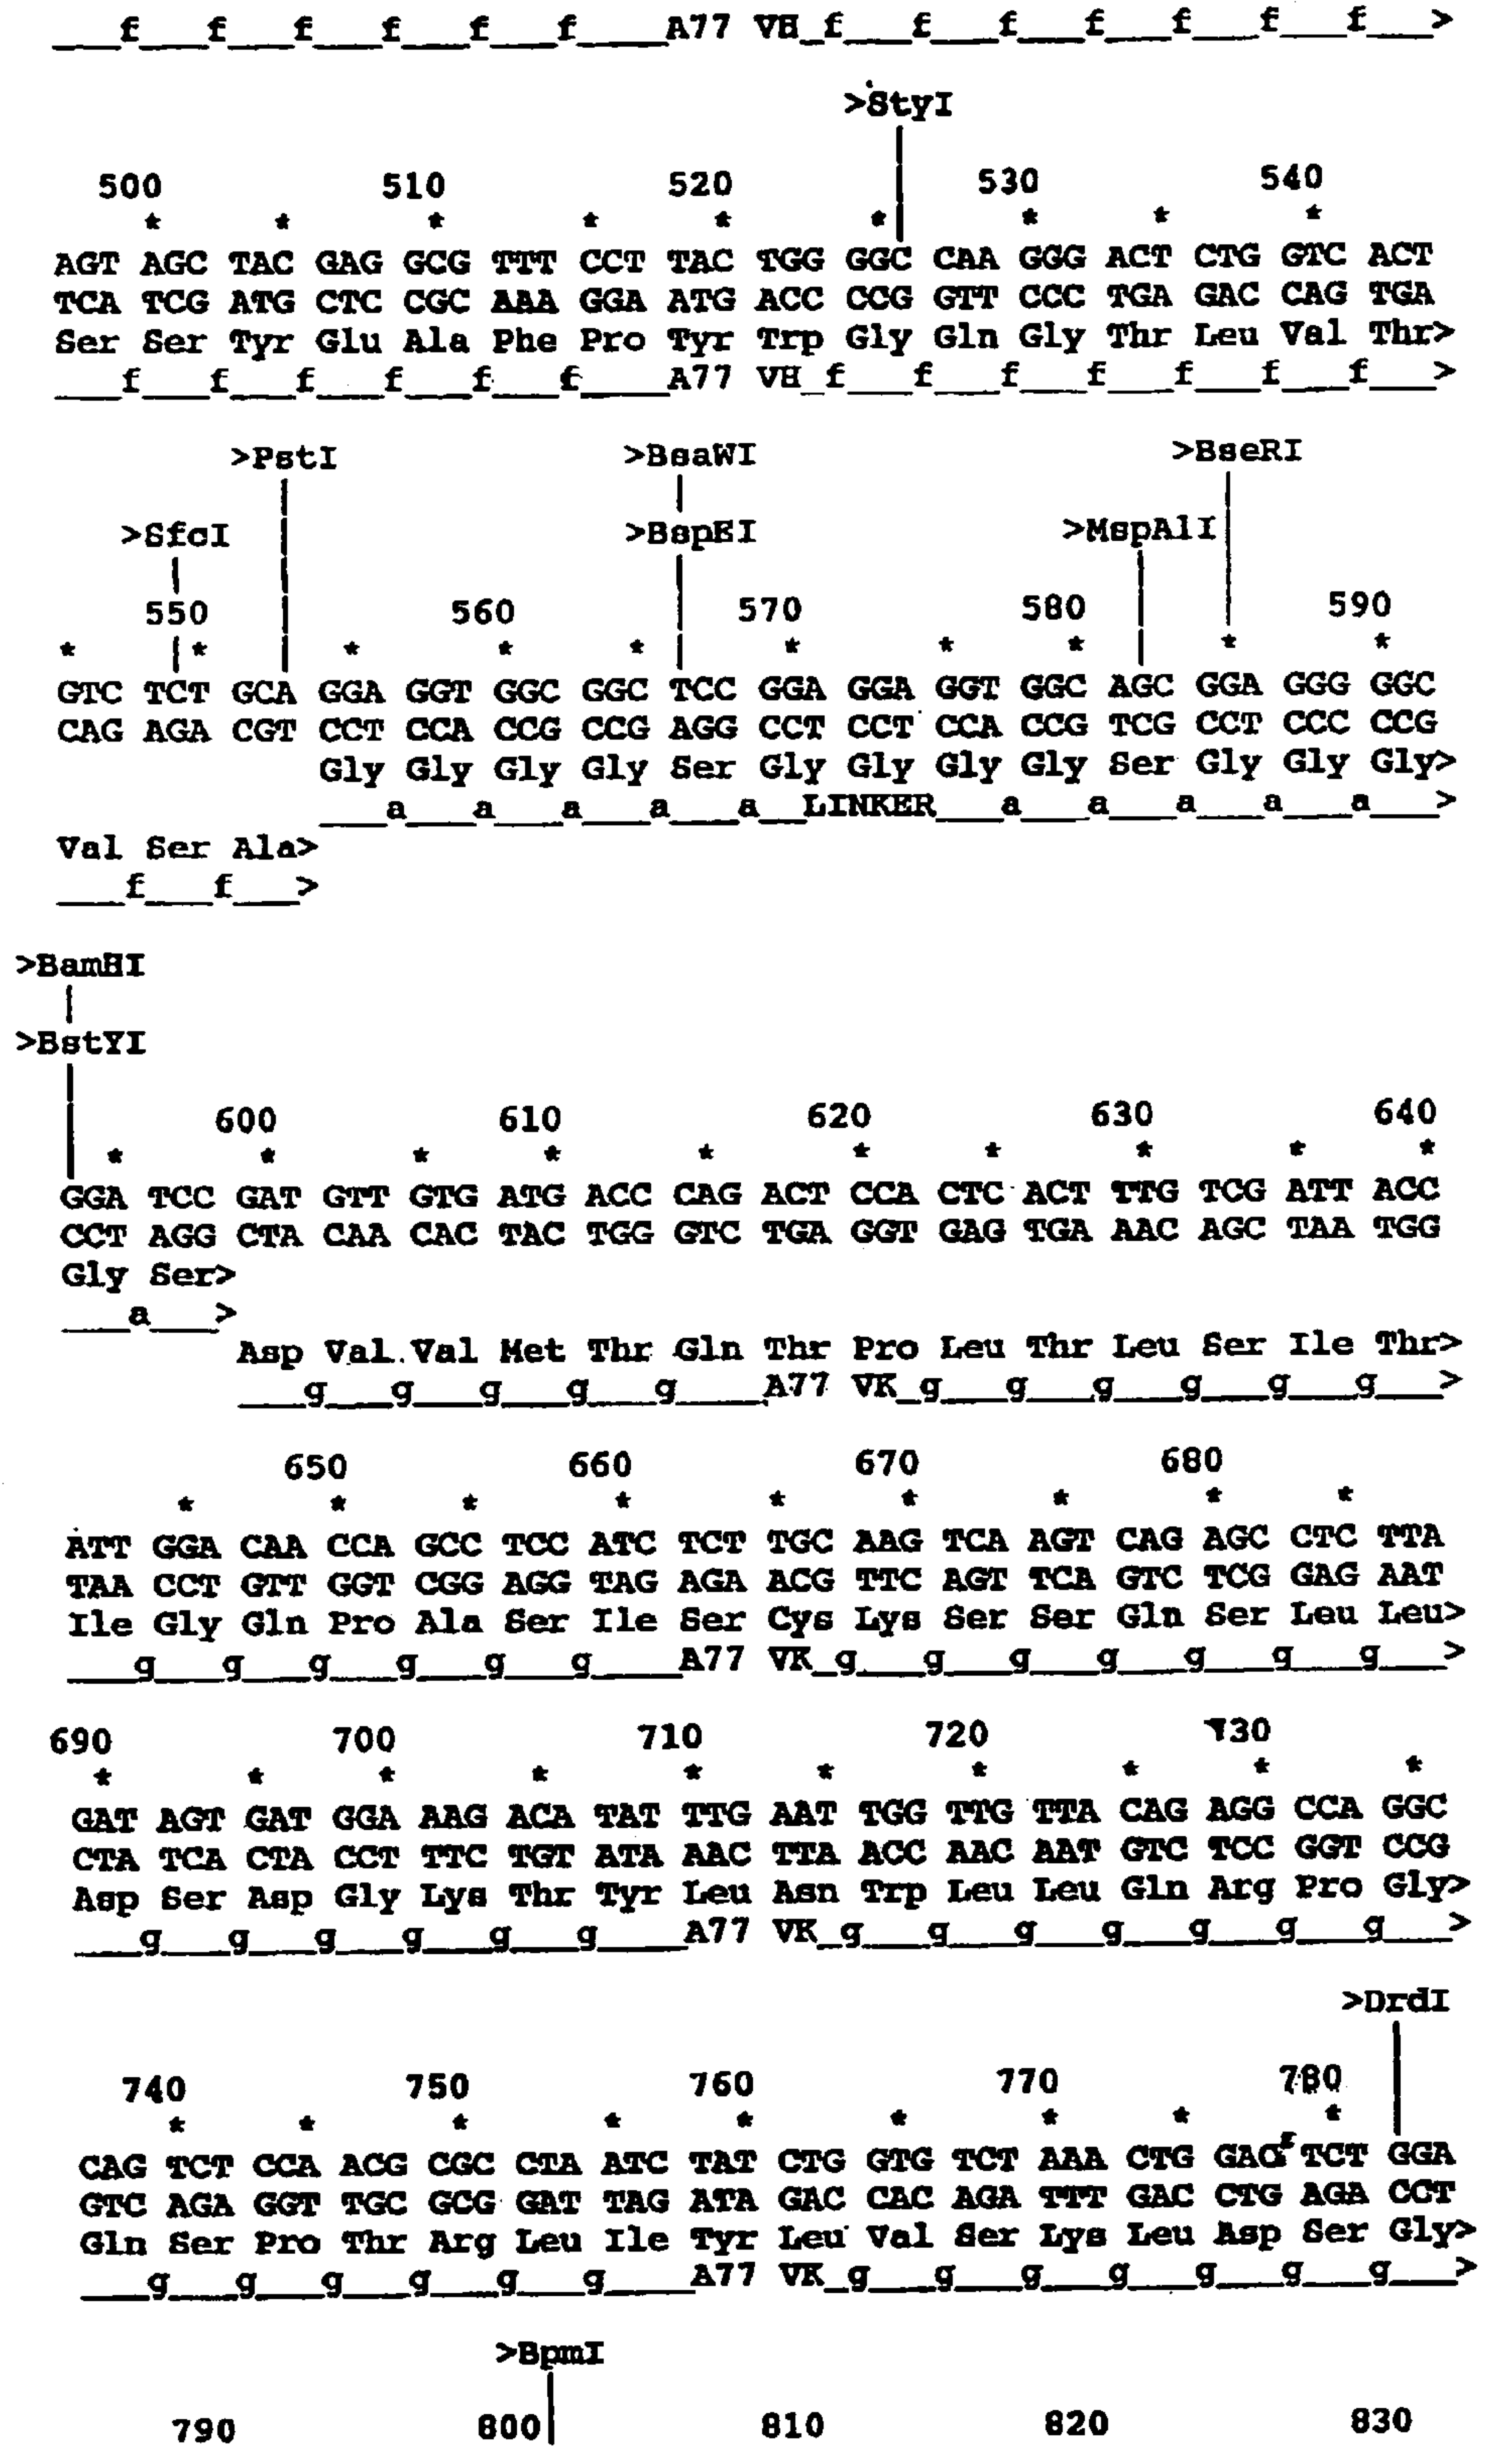 ___f___f___f___f___f___f____A77 VH_f___f___f___f___f___f___f___>
>StyI
500 510 520 530 540
* * * * * * * * *
AGT AGC TAC GAG GCG TTT CCT TAC TGG GGC CAA GGG ACT CTG GTC ACT
TCA TCG ATG CTC CGC AAA GGA ATG ACC CCG GTT CCC TGA GAC CAG TGA
Ser Ser Tyr Glu Ala Phe Pro Tyr Trp Gly Gln Gly Thr Leu Val Thr>
___f___f___f___f___f___f____A77 VH_f___f___f___f___f___f___f___>
>PstI >BsaWI >BseRI
>SfcI >BspEI >MspA1I
550 560 570 580 590
* * * * * * * * * *
GTC TCT GCA GGA GGT GGC GGC TCC GGA GGA GGT GGC AGC GGA GGG GGC
CAG AGA CGT CCT CCA CCG CCG AGG CCT CCT CCA CCG TCG CCT CCC CCG
Gly Gly Gly Gly Ser Gly Gly Gly Gly Ser Gly Gly Gly>
___a___a___a___a___a__LINKER___a___a___a___a___a___>
Val Ser Ala>
___f___f___>
>BamHI
>BstYI
600 610 620 630 640
* * * * * * * * * *
GGA TCC GAT GTT GTG ATG ACC CAG ACT CCA CTC ACT TTG TCG ATT ACC
CCT AGG CTA CAA CAC TAC TGG GTC TGA GGT GAG TGA AAC AGC TAA TGG
Gly Ser>
___a___>
Asp Val Val Met Thr Gln Thr Pro Leu Thr Leu Ser Ile Thr>
___g___g___g___g___g____A77 VK_g___g___g___g___g___g___>
650 660 670 680
* * * * * * * * *
ATT GGA CAA CCA GCC TCC ATC TCT TGC AAG TCA AGT CAG AGC CTC TTA
TAA CCT GTT GGT CGG AGG TAG AGA ACG TTC AGT TCA GTC TCG GAG AAT
Ile Gly Gln Pro Ala Ser Ile Ser Cys Lys Ser Ser Gln Ser Leu Leu>
___g___g___g___g___g___g____A77 VK_g___g___g___g___g___g___g___>
690 700 710 720 730
* * * * * * * * * *
GAT AGT GAT GGA AAG ACA TAT TTG AAT TGG TTG TTA CAG AGG CCA GGC
CTA TCA CTA CCT TTC TGT ATA AAC TTA ACC AAC AAT GTC TCC GGT CCG
Asp Ser Asp Gly Lys Thr Tyr Leu Asn Trp Leu Leu Gln Arg Pro Gly>
___g___g___g___g___g___g____A77 VK_g___g___g___g___g___g___g___>
>DrdI
740 750 760 770 780
* * * * * * * * *
CAG TCT CCA ACG CGC CTA ATC TAT CTG GTG TCT AAA CTG GAC TCT GGA
GTC AGA GGT TGC GCG GAT TAG ATA GAC CAC AGA TTT GAC CTG AGA CCT
Gln Ser Pro Thr Arg Leu Ile Tyr Leu Val Ser Lys Leu Asp Ser Gly>
___g___g___g___g___g___g____A77 VK_g___g___g___g___g___g___g___>
>BpmI
790 800 810 820 830